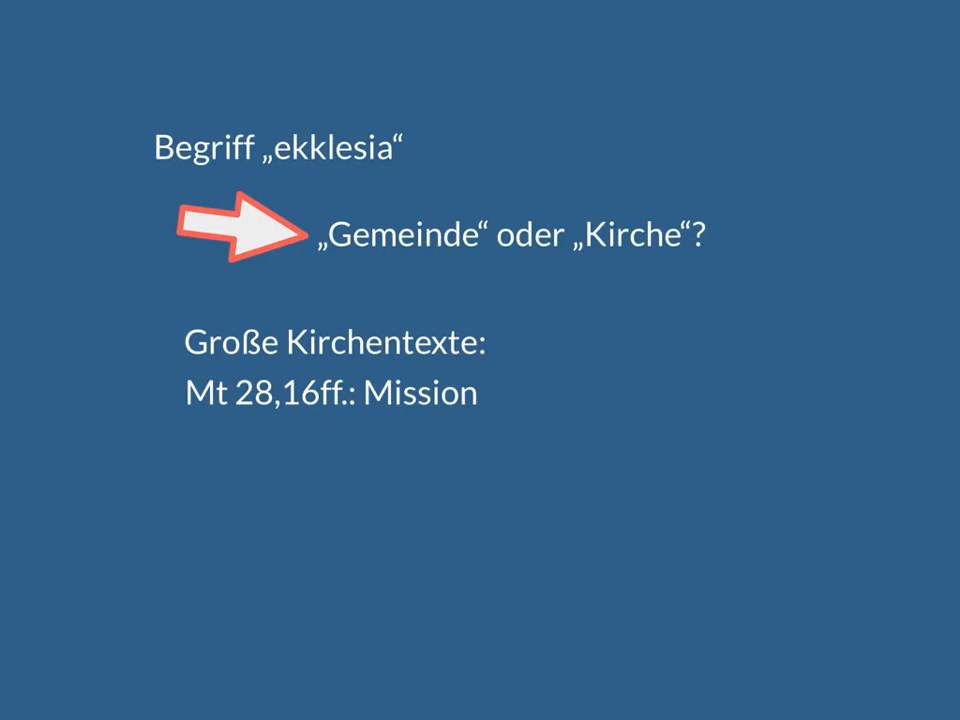 Begriff „ekklesia“
„Gemeinde“ oder „Kirche“?
Große Kirchentexte:
Mt 28,16ff.: Mission